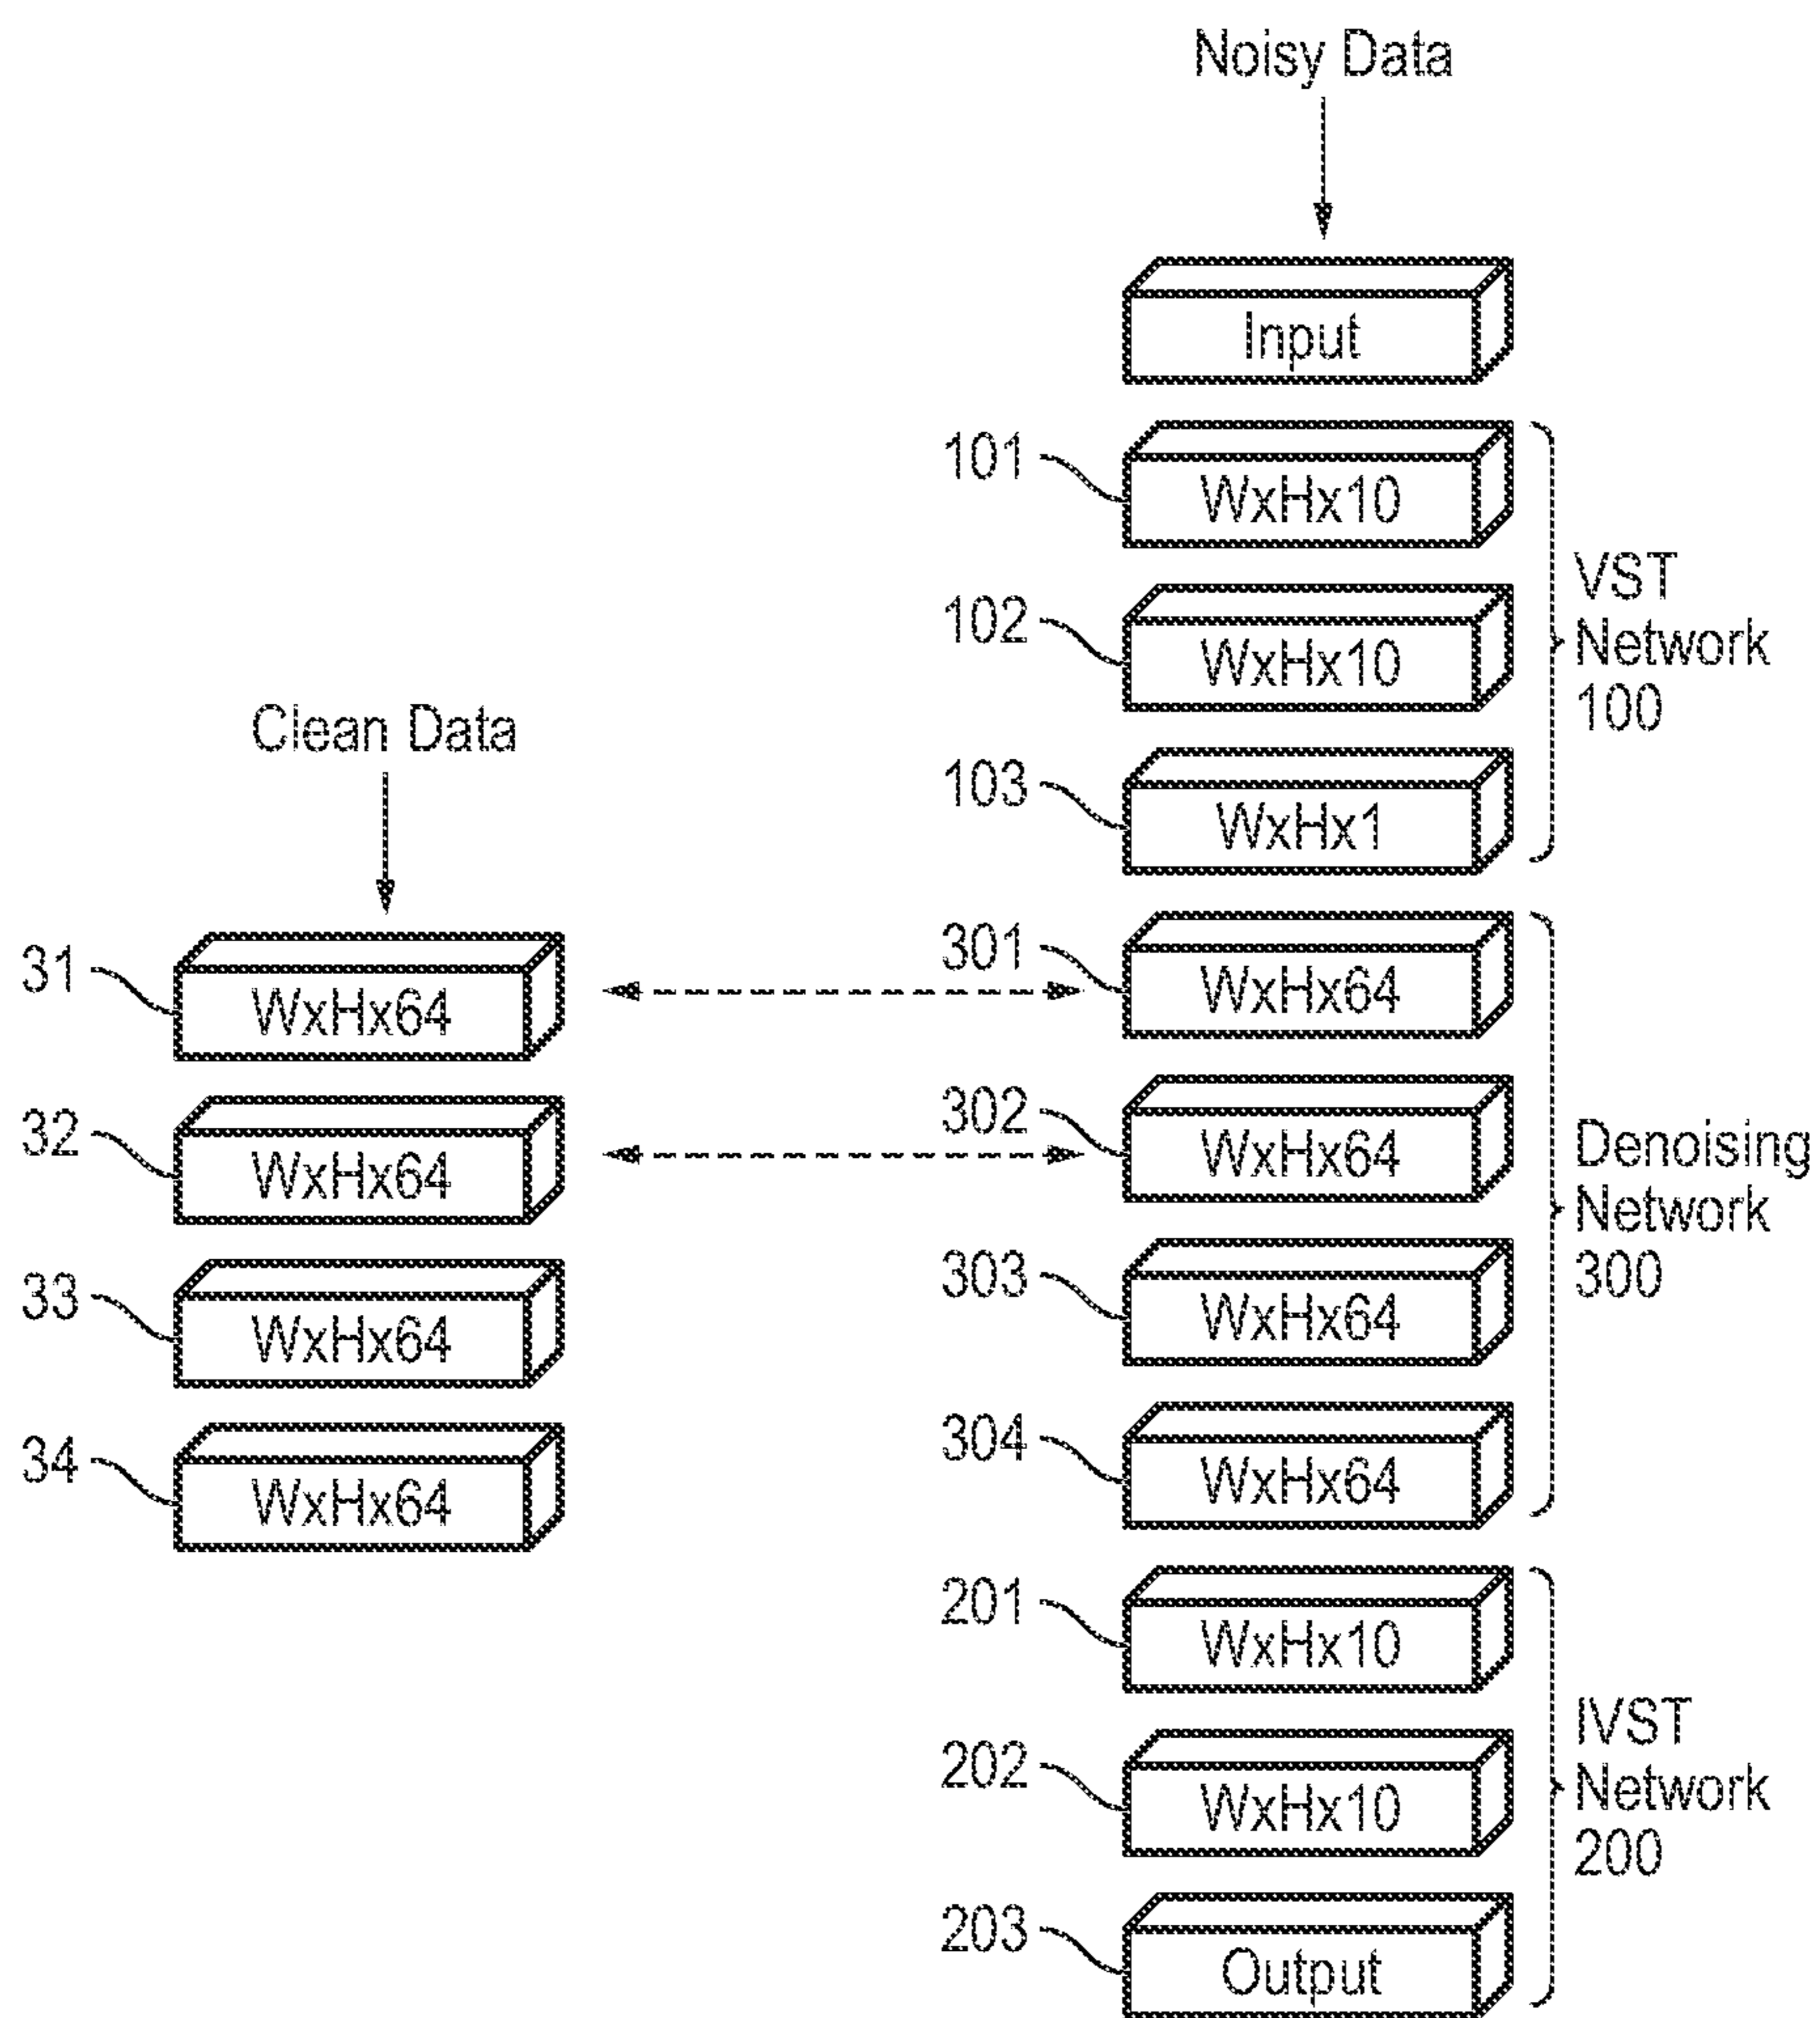 Noisy Data
Input
101
WxHx10
102
WxHx10
103
WxHx1
VST
Network
100
Clean Data
31
WxHx64
32
WxHx64
33
WxHx64
34
WxHx64
301
WxHx64
302
WxHx64
303
WxHx64
304
WxHx64
Denoising
Network
300
201
WxHx10
202
WxHx10
203
Output
IVST
Network
200